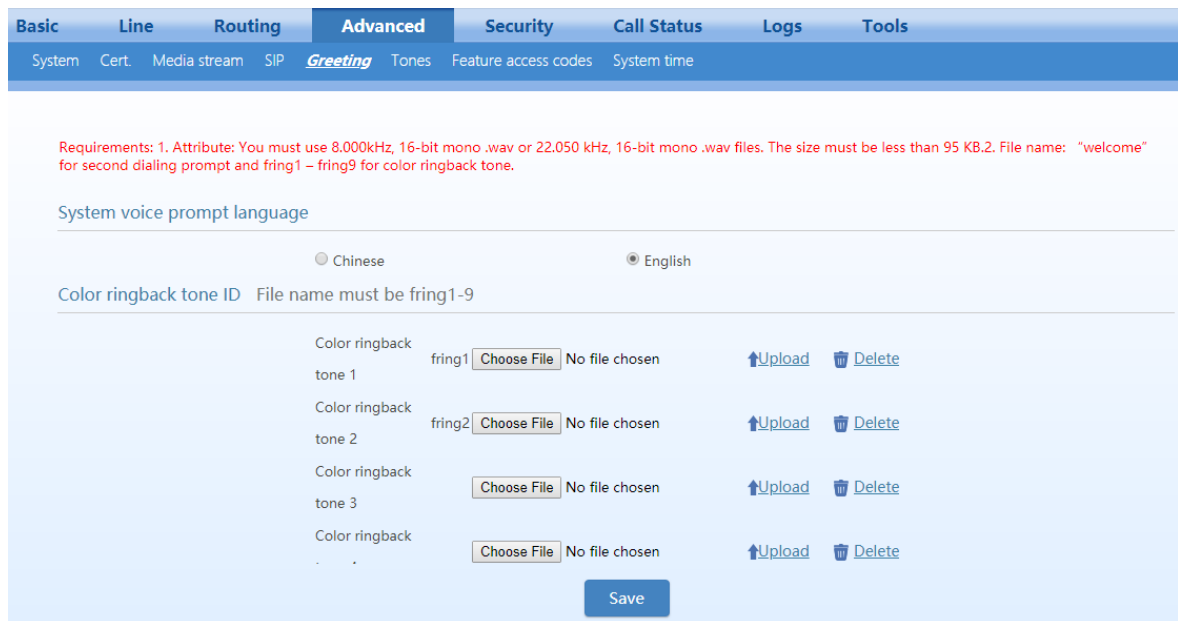 Basic Line Routing Advanced Security Call Status Logs Tools
System Cert. Media stream SIP Greeting Tones Feature access codes System time
Requirements: 1. Attribute: You must use 8.000kHz, 16-bit mono .wav or 22.050 kHz, 16-bit mono .wav files. The size must be less than 95 KB.2. File name: "welcome"
for second dialing prompt and fring1 – fring9 for color ringback tone.
System voice prompt language
Chinese English
Color ringback tone ID File name must be fring1-9
Color ringback
tone 1
fring1 Choose File No file chosen Upload Delete
Color ringback
tone 2
fring2 Choose File No file chosen Upload Delete
Color ringback
tone 3
Choose File No file chosen Upload Delete
Color ringback
Choose File No file chosen Upload Delete
Save